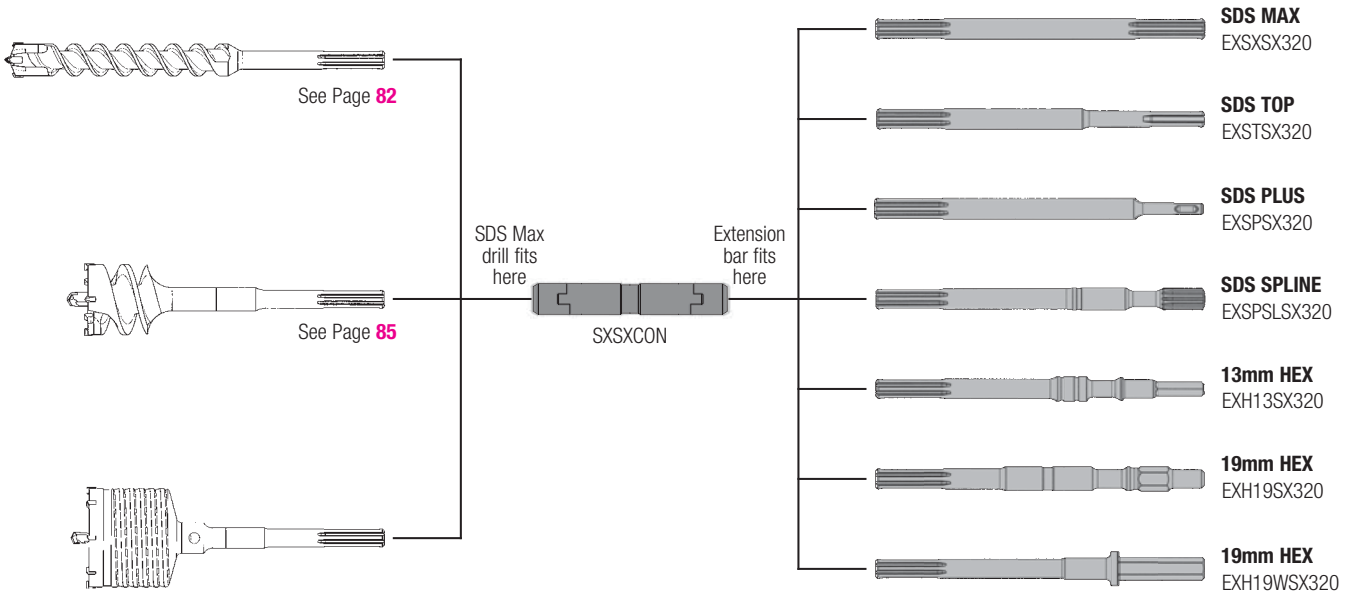 See Page 82
See Page 85
SDS Max
drill fits
here
SXSXCON
Extension
bar fits
here
SDS MAX
EXSXSX320
SDS TOP
EXSTSX320
SDS PLUS
EXSPSX320
SDS SPLINE
EXSPSLSX320
13mm HEX
EXH13SX320
19mm HEX
EXH19SX320
19mm HEX
EXH19WSX320